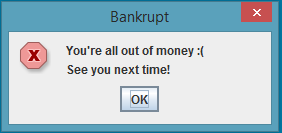 Bankrupt
You're all out of money :(
See you next time!
OK